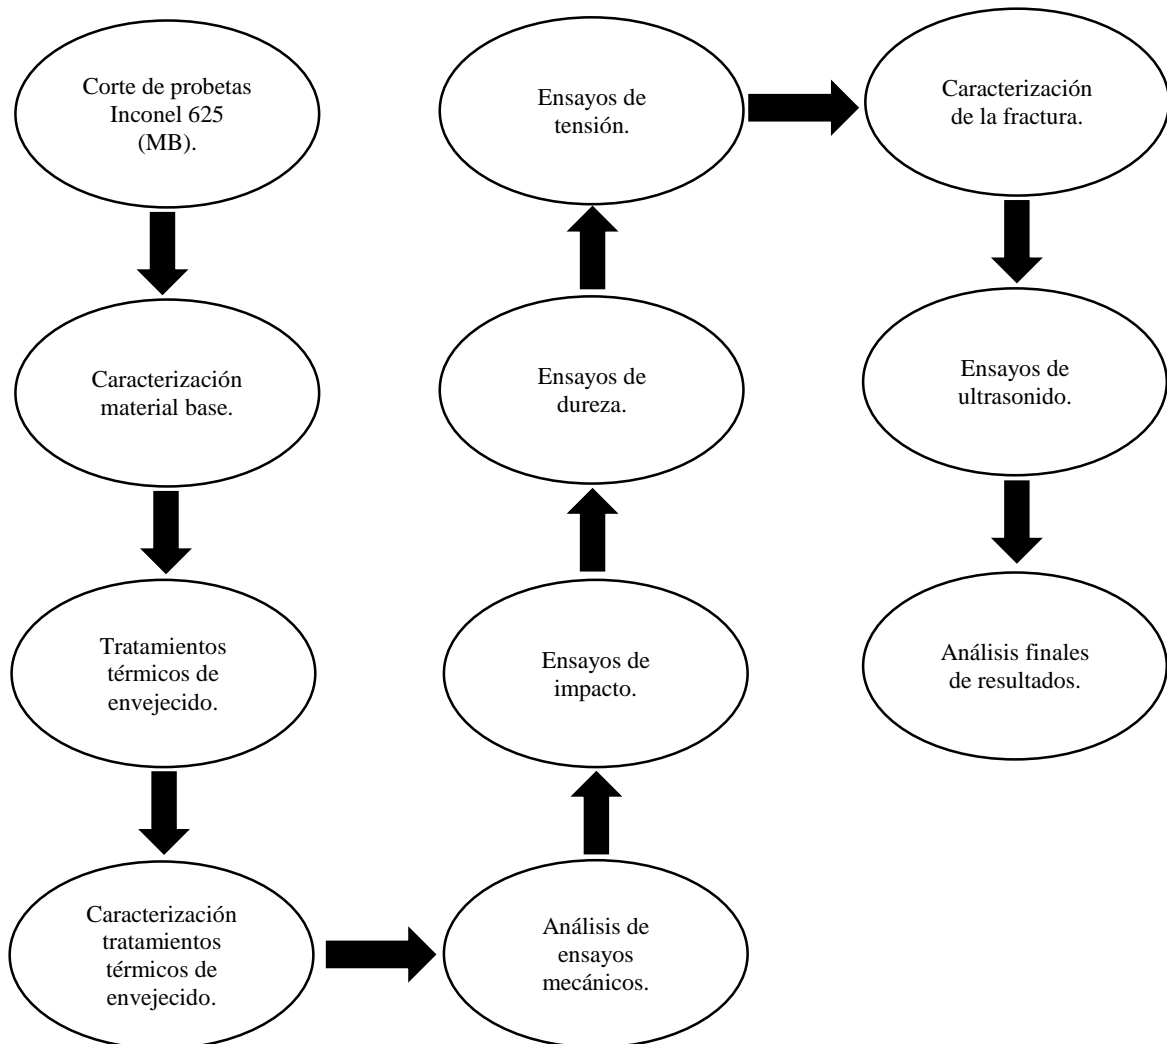 Corte de probetas
Inconel 625
(MB).
Caracterización
material base.
Tratamientos
térmicos de
envejecido.
Caracterización
tratamientos
térmicos de
envejecido.
Análisis de
ensayos
mecánicos.
Ensayos de
impacto.
Ensayos de
dureza.
Ensayos de
tensión.
Caracterización
de la fractura.
Ensayos de
ultrasonido.
Análisis finales
de resultados.